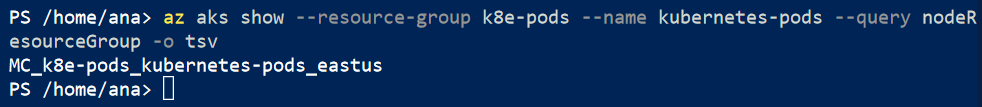 PS /home/ana> az aks show --resource-group k8e-pods --name kubernetes-pods --query nodeR
esourceGroup -o tsv
MC_k8e-pods_kubernetes-pods_eastus
PS /home/ana>